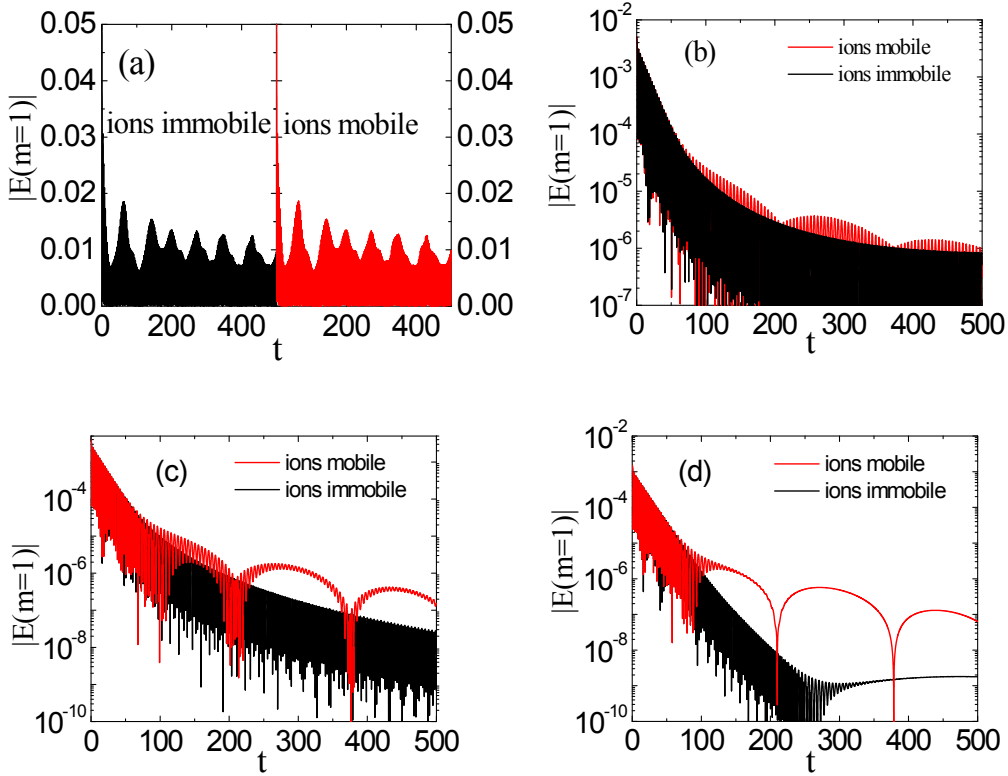 (a)
ions immobile ions mobile
|E(m=1)|
0.05 0.04 0.03 0.02 0.01 0.00
0.05 0.04 0.03 0.02 0.01 0.00
0 200 400 200 400
t
(b)
ions mobile
ions immobile
|E(m=1)|
10⁻² 10⁻³ 10⁻⁴ 10⁻⁵ 10⁻⁶ 10⁻⁷
0 100 200 300 400 500
t
(c)
ions mobile
ions immobile
|E(m=1)|
10⁻⁴ 10⁻⁶ 10⁻⁸ 10⁻¹⁰
0 100 200 300 400 500
t
(d)
ions mobile
ions immobile
|E(m=1)|
10⁻² 10⁻⁴ 10⁻⁶ 10⁻⁸ 10⁻¹⁰
0 100 200 300 400 500
t